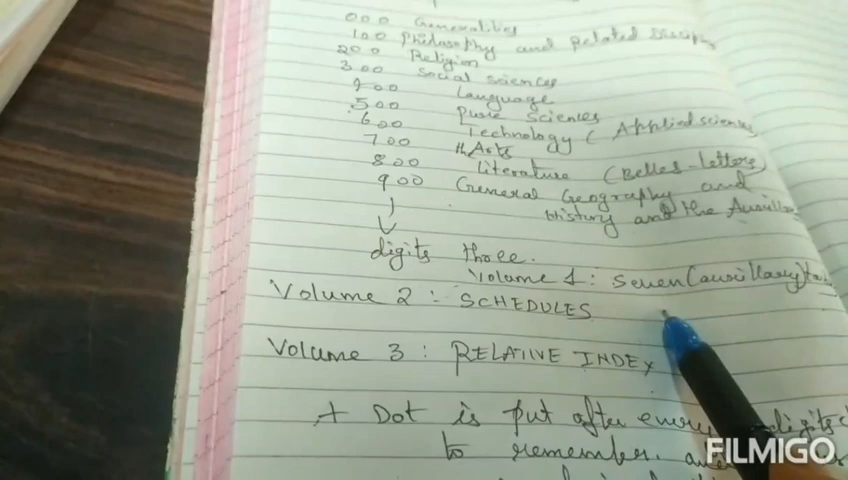 000 Generalities
100 Philosophy and Related
200 Religion
300 Social sciences
400 Language
500 Pure Sciences
600 Technology (Applied sciences
700 th Arts
800 Literature (Belles-letters)
900 General Geography and
History and the
digits three.
Volume 1: seven (auxillary)
Volume 2: SCHEDULES
Volume 3: RELATIVE INDEX
A Dot is put after every digits
to remember.
FILMIGO